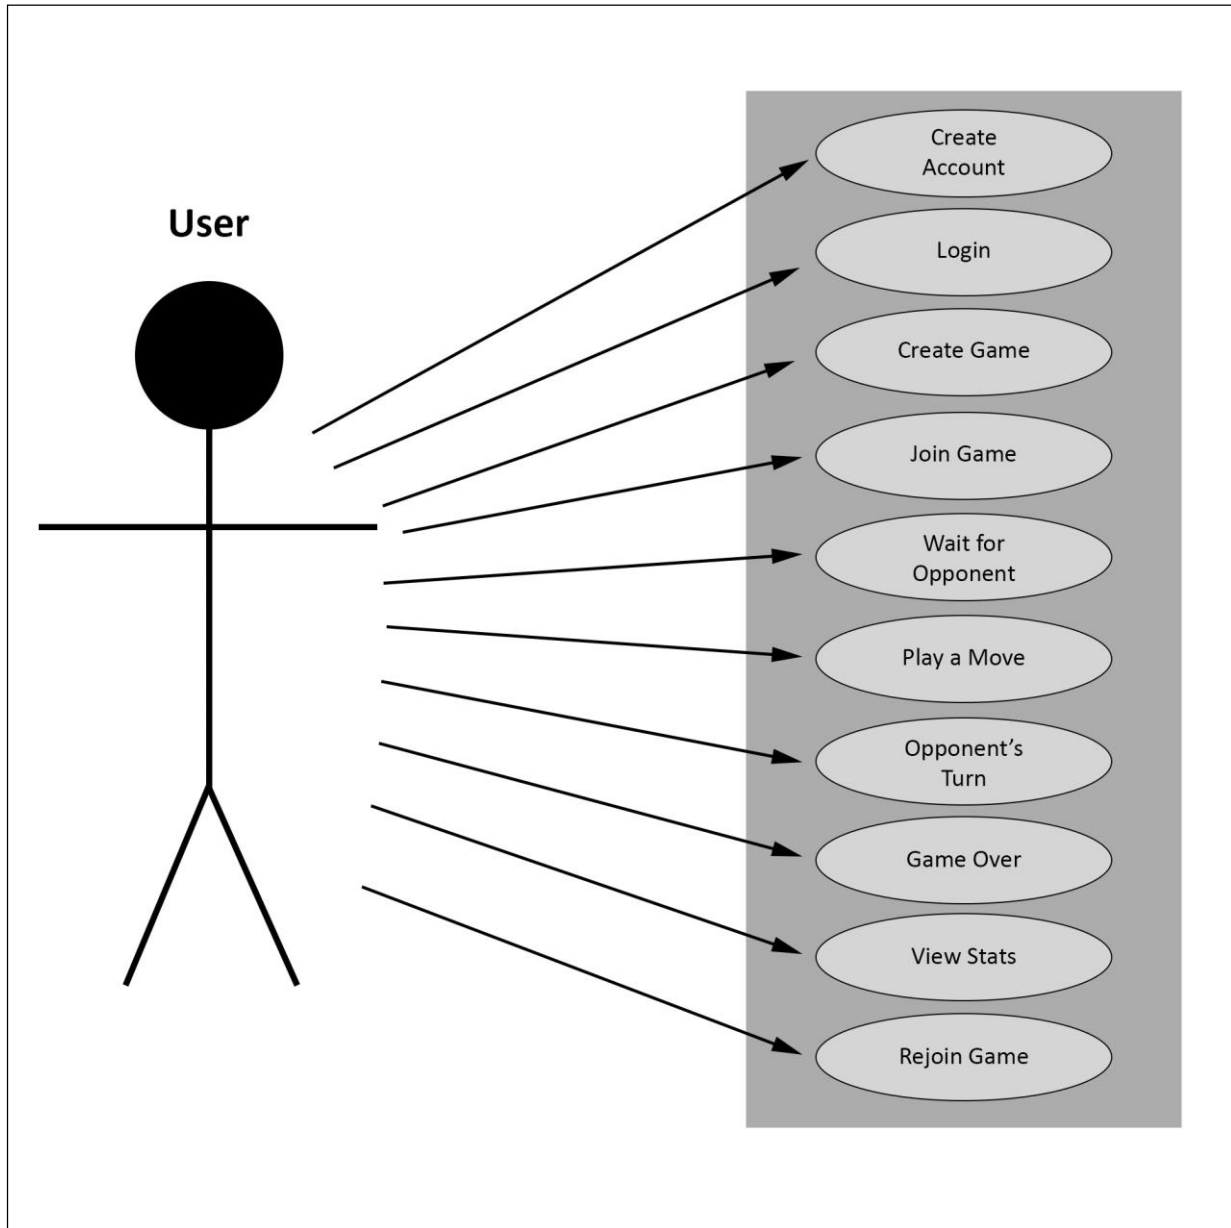 User
Create
Account
Login
Create Game
Join Game
Wait for
Opponent
Play a Move
Opponent’s
Turn
Game Over
View Stats
Rejoin Game